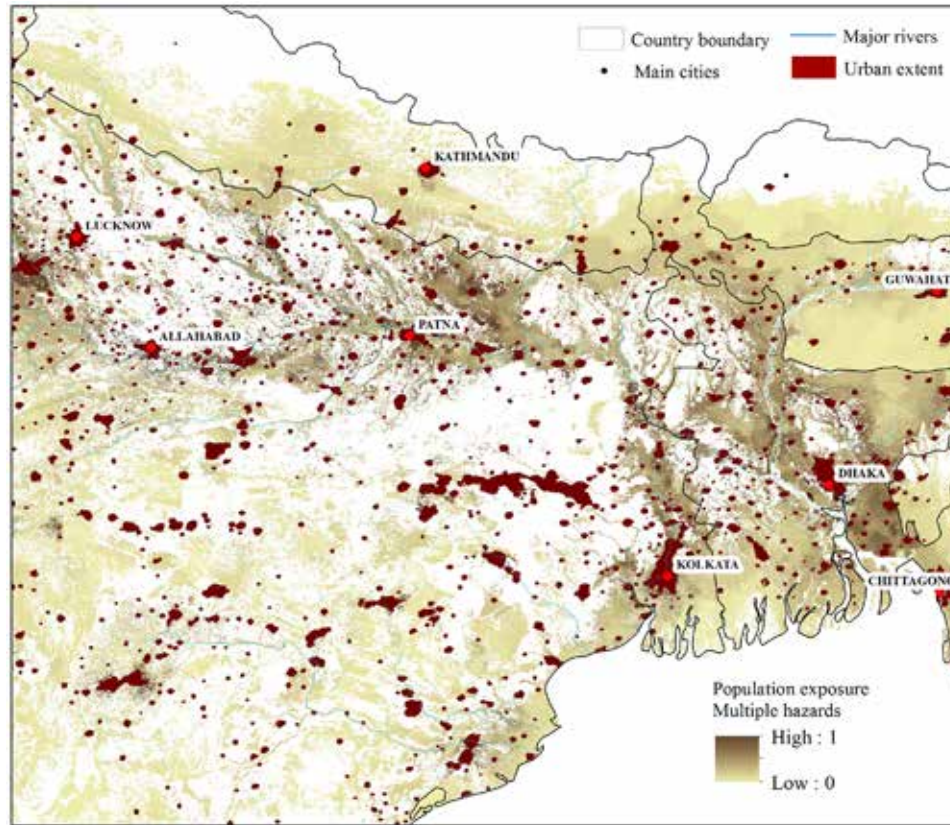 Country boundary
Major rivers
Main cities
Urban extent
KATHMANDU
LUCKNOW
GUWAHAT
PATNA
ALLAHABAD
DHAKA
KOLKATA
CHITTAGONG
Population exposure
Multiple hazards
High : 1
Low : 0